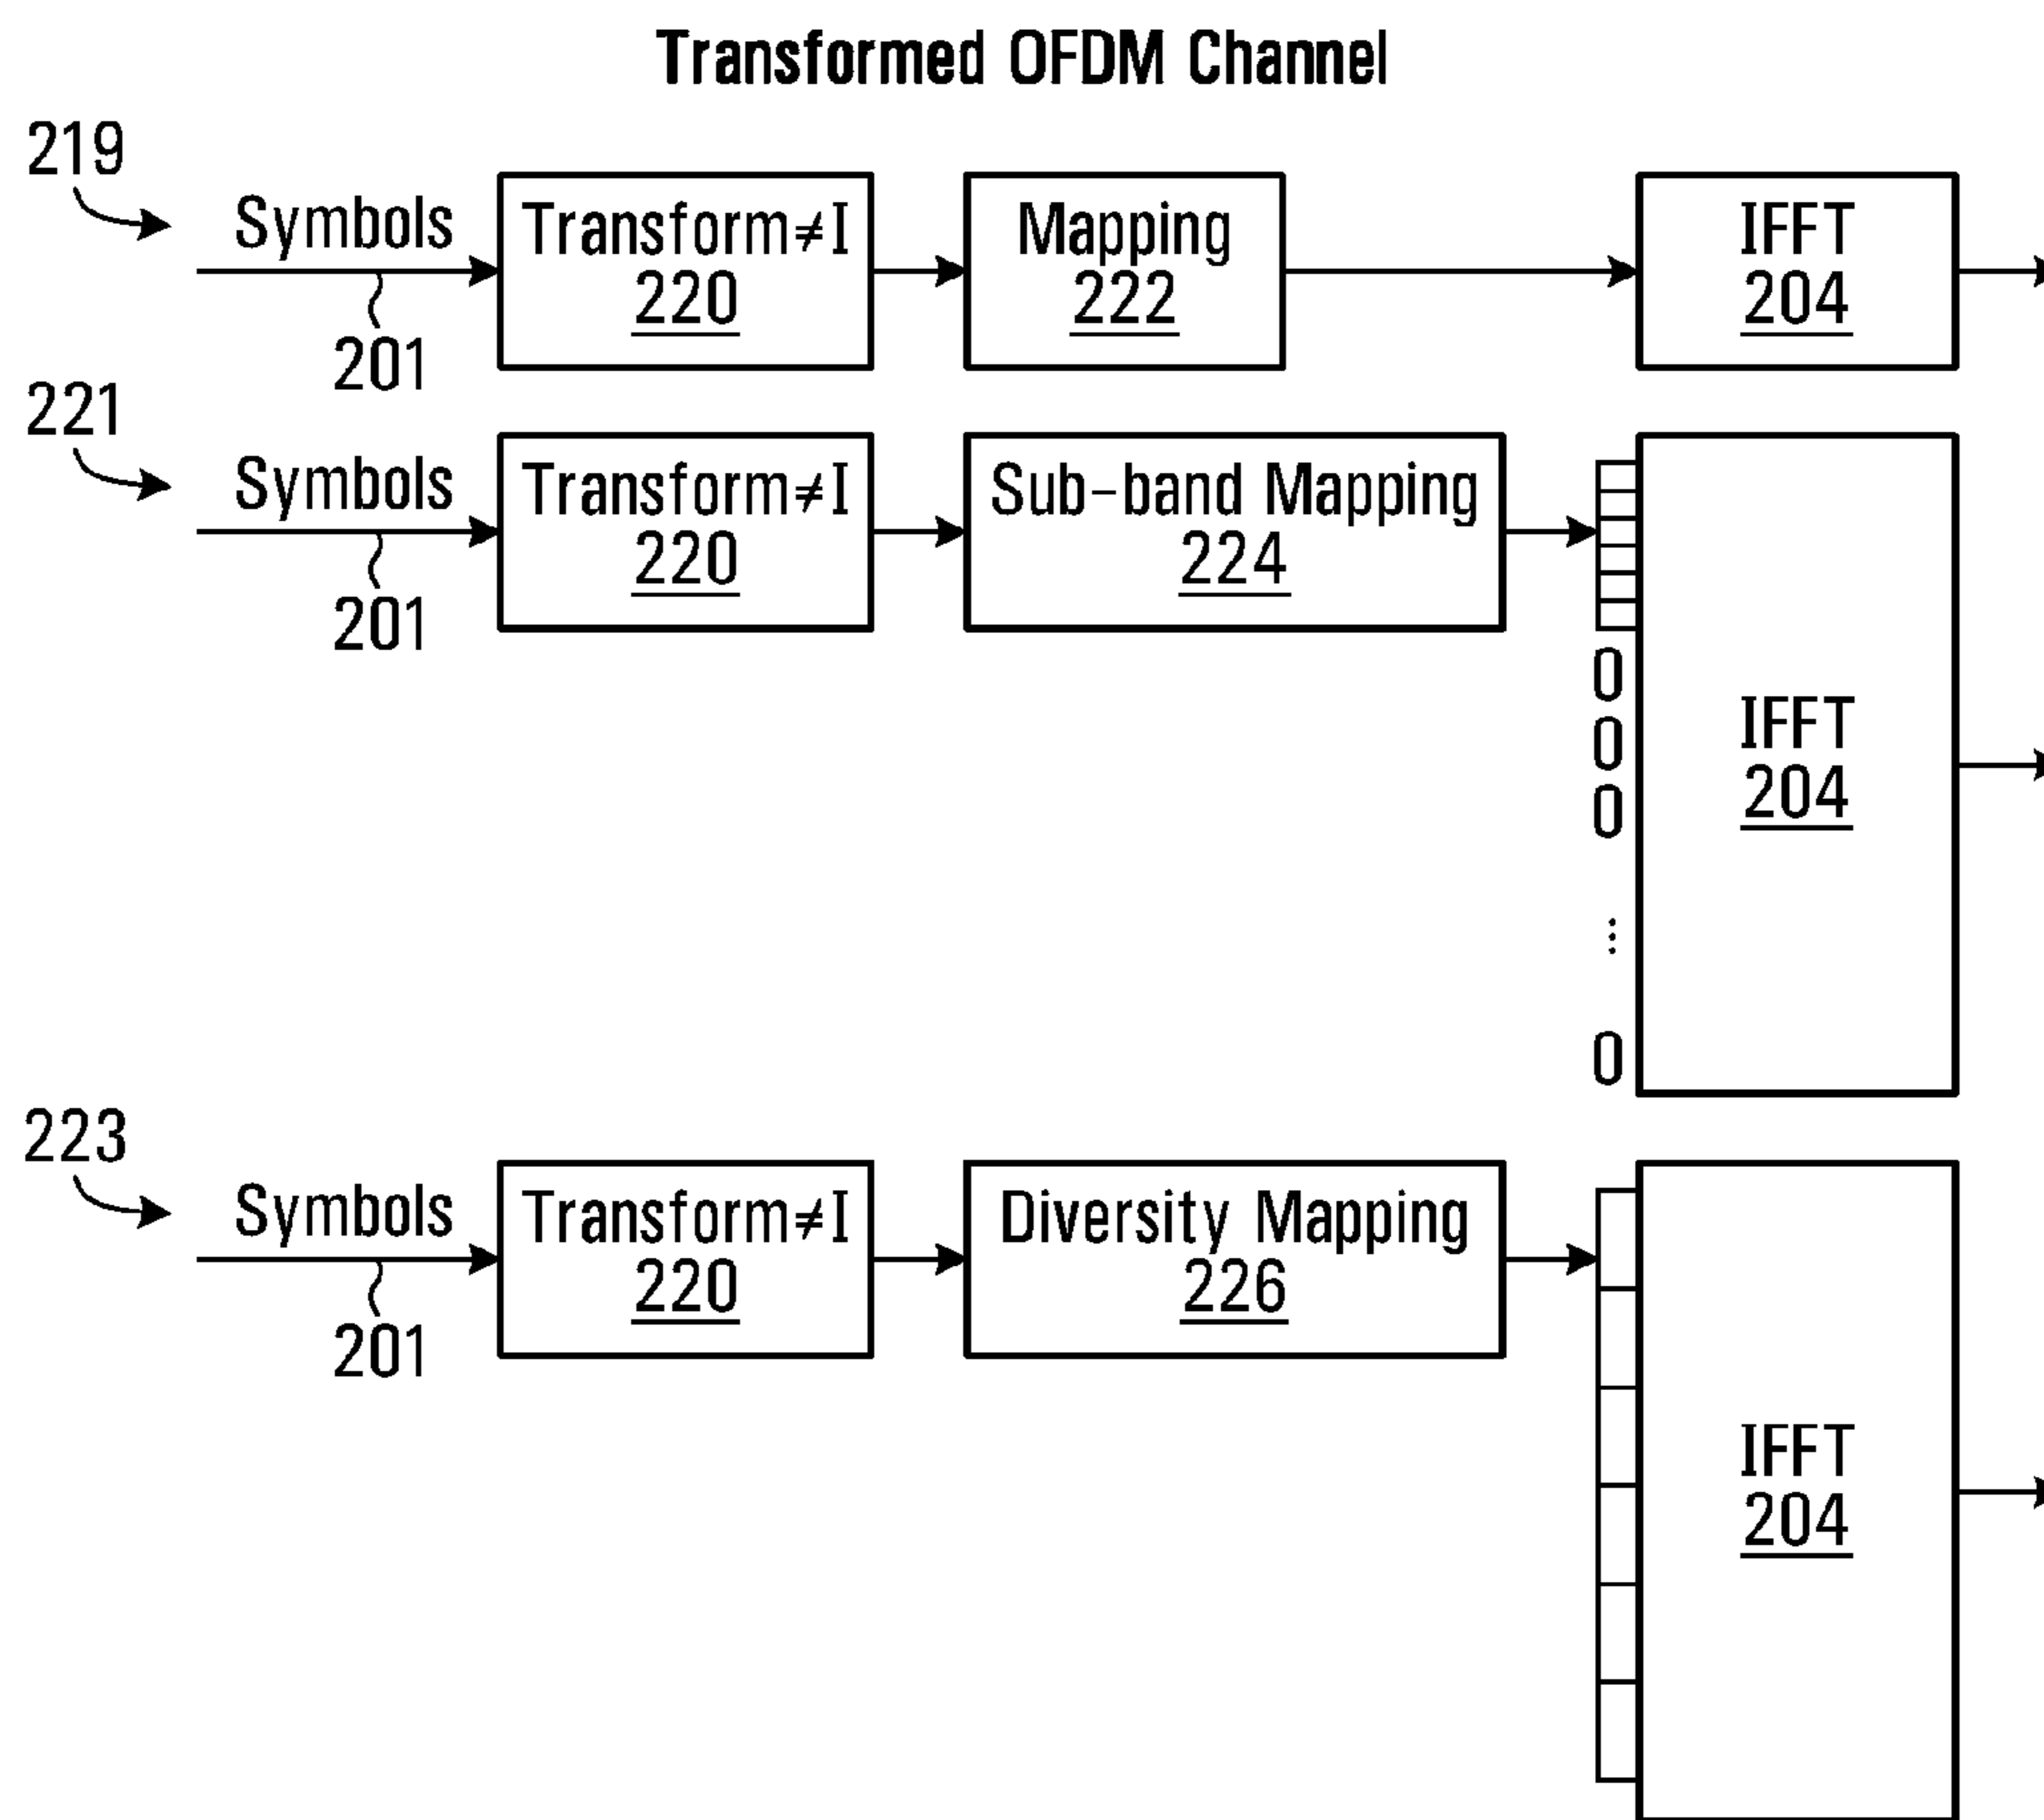 Transformed OFDM Channel
219
Symbols
Transform≠I
220
Mapping
222
IFFT
204
201
221
Symbols
Transform≠I
220
Sub-band Mapping
224
201
0
0
0
⋮
0
IFFT
204
223
Symbols
Transform≠I
220
Diversity Mapping
226
201
IFFT
204